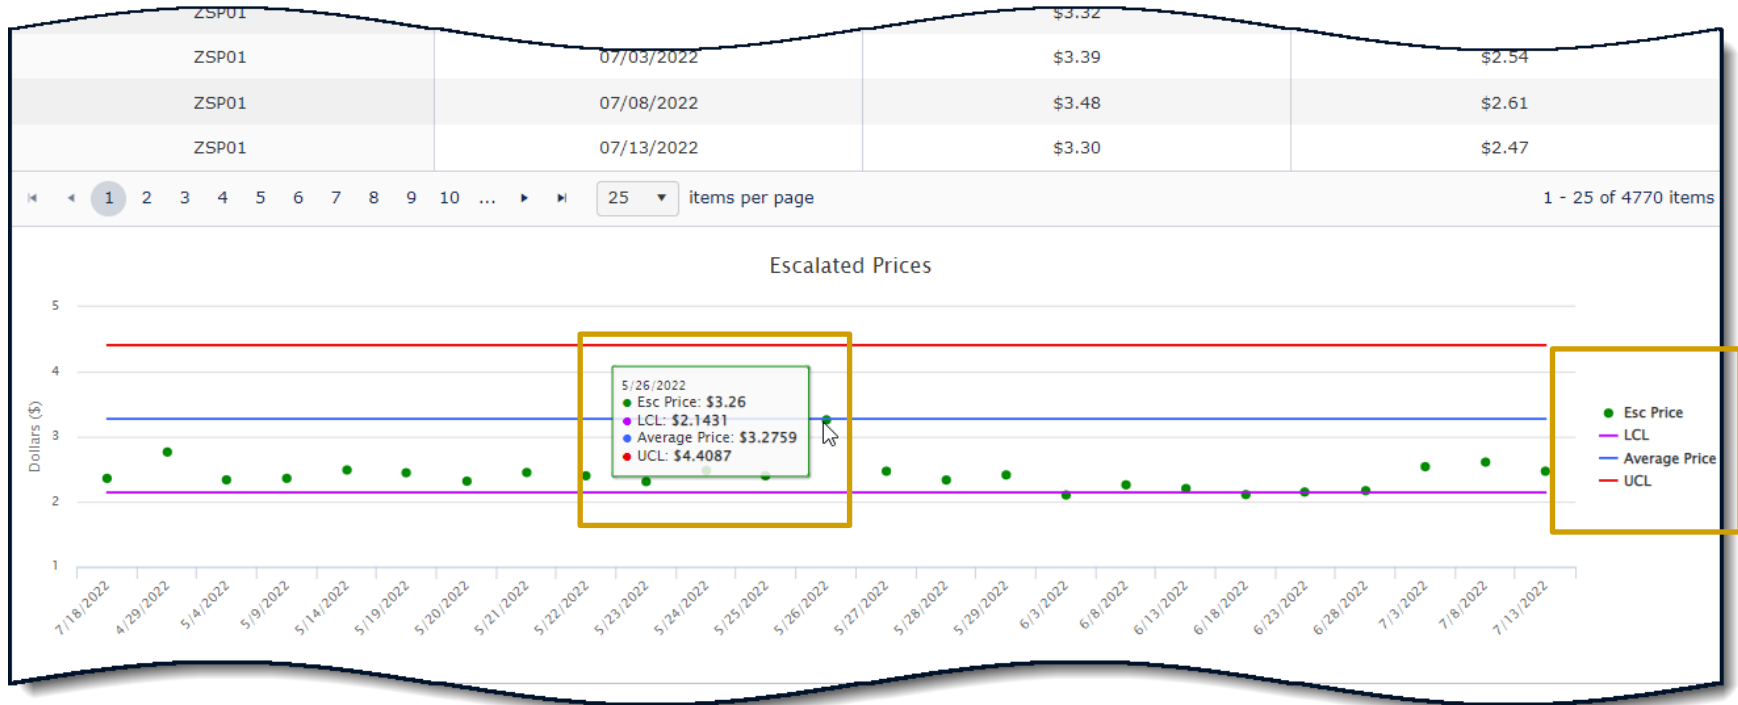 ZSP01 $3.32
ZSP01 07/03/2022 $3.39 $2.54
ZSP01 07/08/2022 $3.48 $2.61
ZSP01 07/13/2022 $3.30 $2.47
1 2 3 4 5 6 7 8 9 10 ... 25 items per page 1 - 25 of 4770 items
Escalated Prices
5
4
3
2
1
Dollars ($)
5/26/2022
Esc Price: $3.26
LCL: $2.1431
Average Price: $3.2759
UCL: $4.4087
Esc Price
LCL
Average Price
UCL
7/18/2022 4/29/2022 5/4/2022 5/9/2022 5/14/2022 5/19/2022 5/20/2022 5/21/2022 5/22/2022 5/23/2022 5/24/2022 5/25/2022 5/26/2022 5/27/2022 5/28/2022 5/29/2022 6/3/2022 6/8/2022 6/13/2022 6/18/2022 6/23/2022 6/28/2022 7/3/2022 7/8/2022 7/13/2022